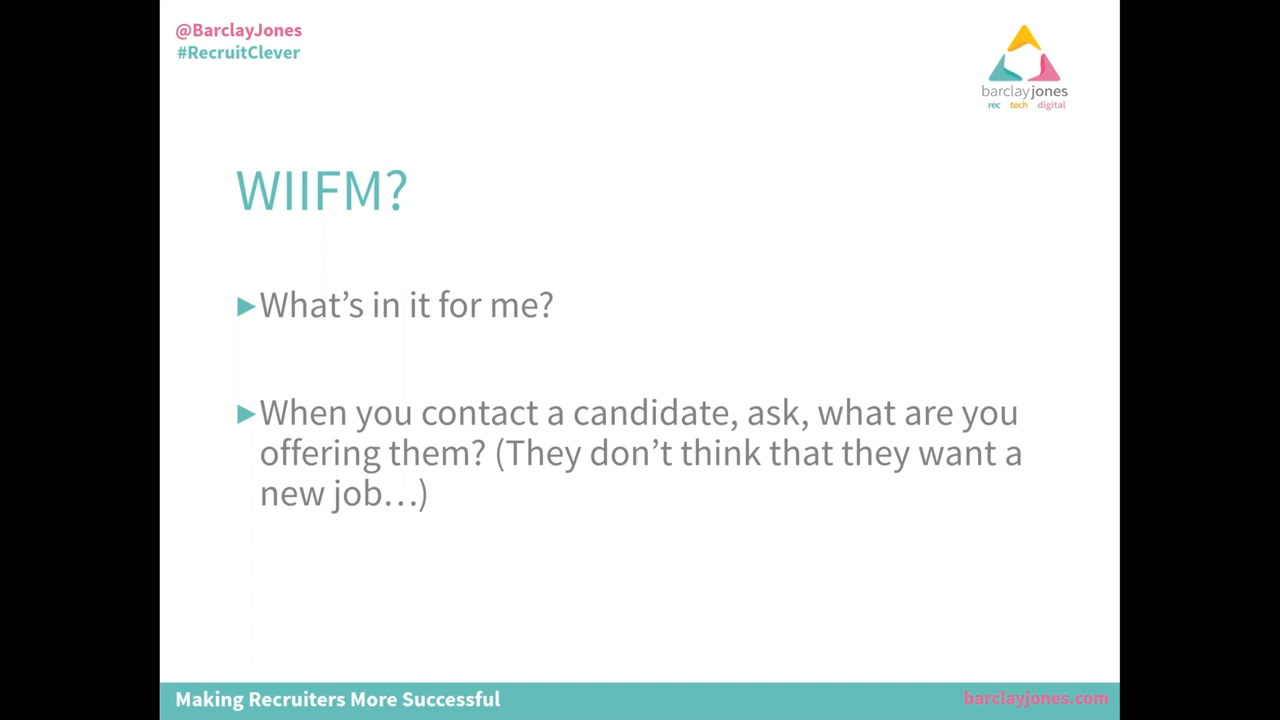 @BarclayJones
#RecruitClever
barclayjones
rec tech digital
WIIFM?
What’s in it for me?
When you contact a candidate, ask, what are you
offering them? (They don’t think that they want a
new job…)
Making Recruiters More Successful
barclayjones.com